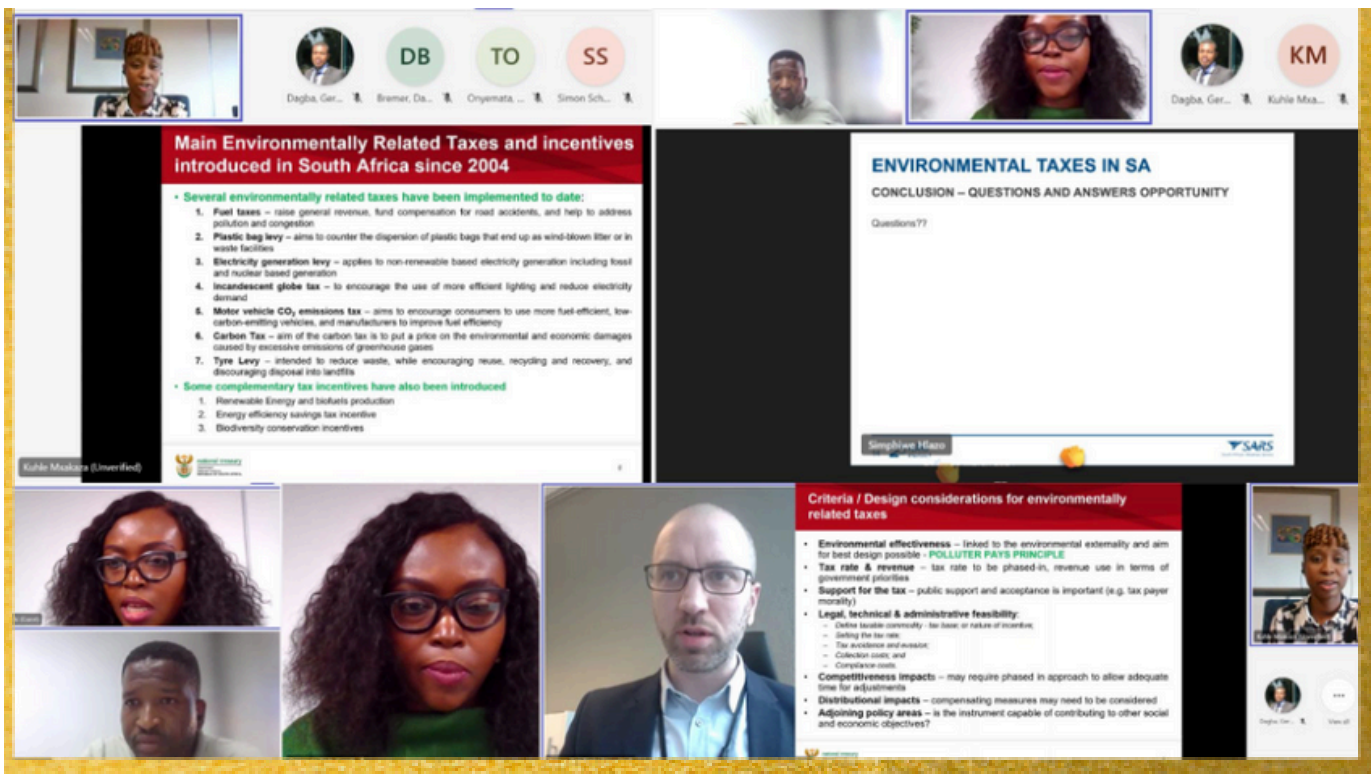 DB
TO
SS
Dagba, Ger...
Bremer, Da...
Onyemata, ...
Simon Sch...
Main Environmentally Related Taxes and incentives
introduced in South Africa since 2004
• Several environmentally related taxes have been implemented to date:
1. Fuel taxes – raise general revenue, fund compensation for road accidents, and help to address
pollution and congestion
2. Plastic bag levy – aims to counter the dispersion of plastic bags that end up as wind-blown litter or in
waste facilities
3. Electricity generation levy – applies to non-renewable based electricity generation including fossil
and nuclear based generation
4. Incandescent globe tax – to encourage the use of more efficient lighting and reduce electricity
demand
5. Motor vehicle CO₂ emissions tax – aims to encourage consumers to use more fuel-efficient, low-
carbon-emitting vehicles, and manufacturers to improve fuel efficiency
6. Carbon Tax – aim of the carbon tax is to put a price on the environmental and economic damages
caused by excessive emissions of greenhouse gases
7. Tyre Levy – intended to reduce waste, while encouraging reuse, recycling and recovery, and
discouraging disposal into landfills
• Some complementary tax incentives have also been introduced
1. Renewable Energy and biofuels production
2. Energy efficiency savings tax incentive
3. Biodiversity conservation incentives
Kuhle Mxakaza (Unverified)
national treasury
KM
Dagba, Ger...
Kuhle Mxa...
ENVIRONMENTAL TAXES IN SA
CONCLUSION – QUESTIONS AND ANSWERS OPPORTUNITY
Questions??
Simphiwe Hlazo
SARS
Criteria / Design considerations for environmentally
related taxes
• Environmental effectiveness – linked to the environmental externality and aim
for best design possible - POLLUTER PAYS PRINCIPLE
• Tax rate & revenue – tax rate to be phased-in, revenue use in terms of
government priorities
• Support for the tax – public support and acceptance is important (e.g. tax payer
morality)
• Legal, technical & administrative feasibility:
– Define taxable commodity - tax base, or nature of incentive;
– Setting the tax rate;
– Tax avoidance and evasion;
– Collection costs; and
– Compliance costs.
• Competitiveness impacts – may require phased in approach to allow adequate
time for adjustments
• Distributional impacts – compensating measures may need to be considered
• Adjoining policy areas – is the instrument capable of contributing to other social
and economic objectives?
Dagba, Ger...
View all